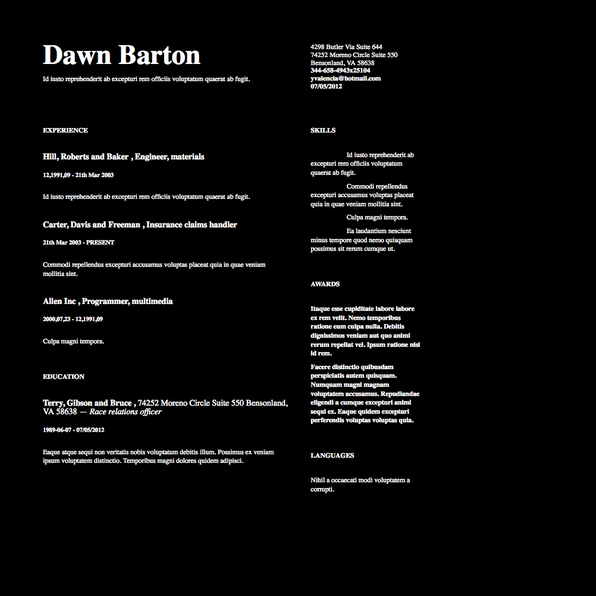 Dawn Barton
Id iusto reprehenderit ab excepturi rem officiis voluptatum quaerat ab fugit.
4298 Butler Via Suite 644
74252 Moreno Circle Suite 550
Bensonland, VA 58638
344-658-4943x25104
yvalencia@hotmail.com
07/05/2012
EXPERIENCE
Hill, Roberts and Baker , Engineer, materials
12,1991,09 - 21th Mar 2003
Id iusto reprehenderit ab excepturi rem officiis voluptatum quaerat ab fugit.
Carter, Davis and Freeman , Insurance claims handler
21th Mar 2003 - PRESENT
Commodi repellendus excepturi accusamus voluptas placeat quia in quae veniam
mollitia sint.
Allen Inc , Programmer, multimedia
2000,07,23 - 12,1991,09
Culpa magni tempora.
EDUCATION
Terry, Gibson and Bruce , 74252 Moreno Circle Suite 550 Bensonland,
VA 58638 — Race relations officer
1989-06-07 - 07/05/2012
Eaque atque sequi non veritatis nobis voluptatum debitis illum. Possimus ex veniam
ipsum voluptatem distinctio. Temporibus magni dolores quidem adipisci.
SKILLS
Id iusto reprehenderit ab
excepturi rem officiis voluptatum
quaerat ab fugit.
Commodi repellendus
excepturi accusamus voluptas placeat
quia in quae veniam mollitia sint.
Culpa magni tempora.
Ea laudantium nesciunt
minus tempore quod nemo quisquam
possimus sit rerum cumque ut.
AWARDS
Itaque esse cupiditate labore labore
ex rem velit. Nemo temporibus
ratione eum culpa nulla. Debitis
dignissimos veniam aut quo animi
rerum repellat vel. Ipsum ratione nisi
id rem.
Facere distinctio quibusdam
perspiciatis autem quisquam.
Numquam magni magnam
voluptatem accusamus. Repudiandae
eligendi a cumque excepturi animi
sequi ex. Eaque quidem excepturi
perferendis voluptas voluptas quia.
LANGUAGES
Nihil a occaecati modi voluptatem a
corrupti.